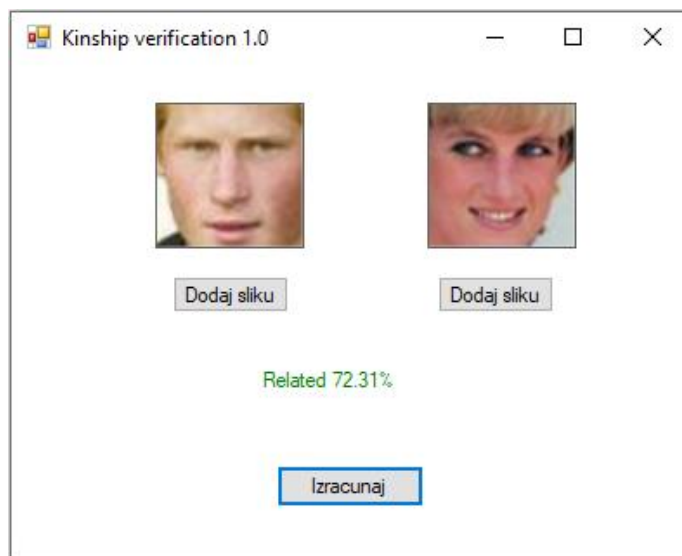 Kinship verification 1.0
Dodaj sliku
Dodaj sliku
Related 72.31%
Izracunaj